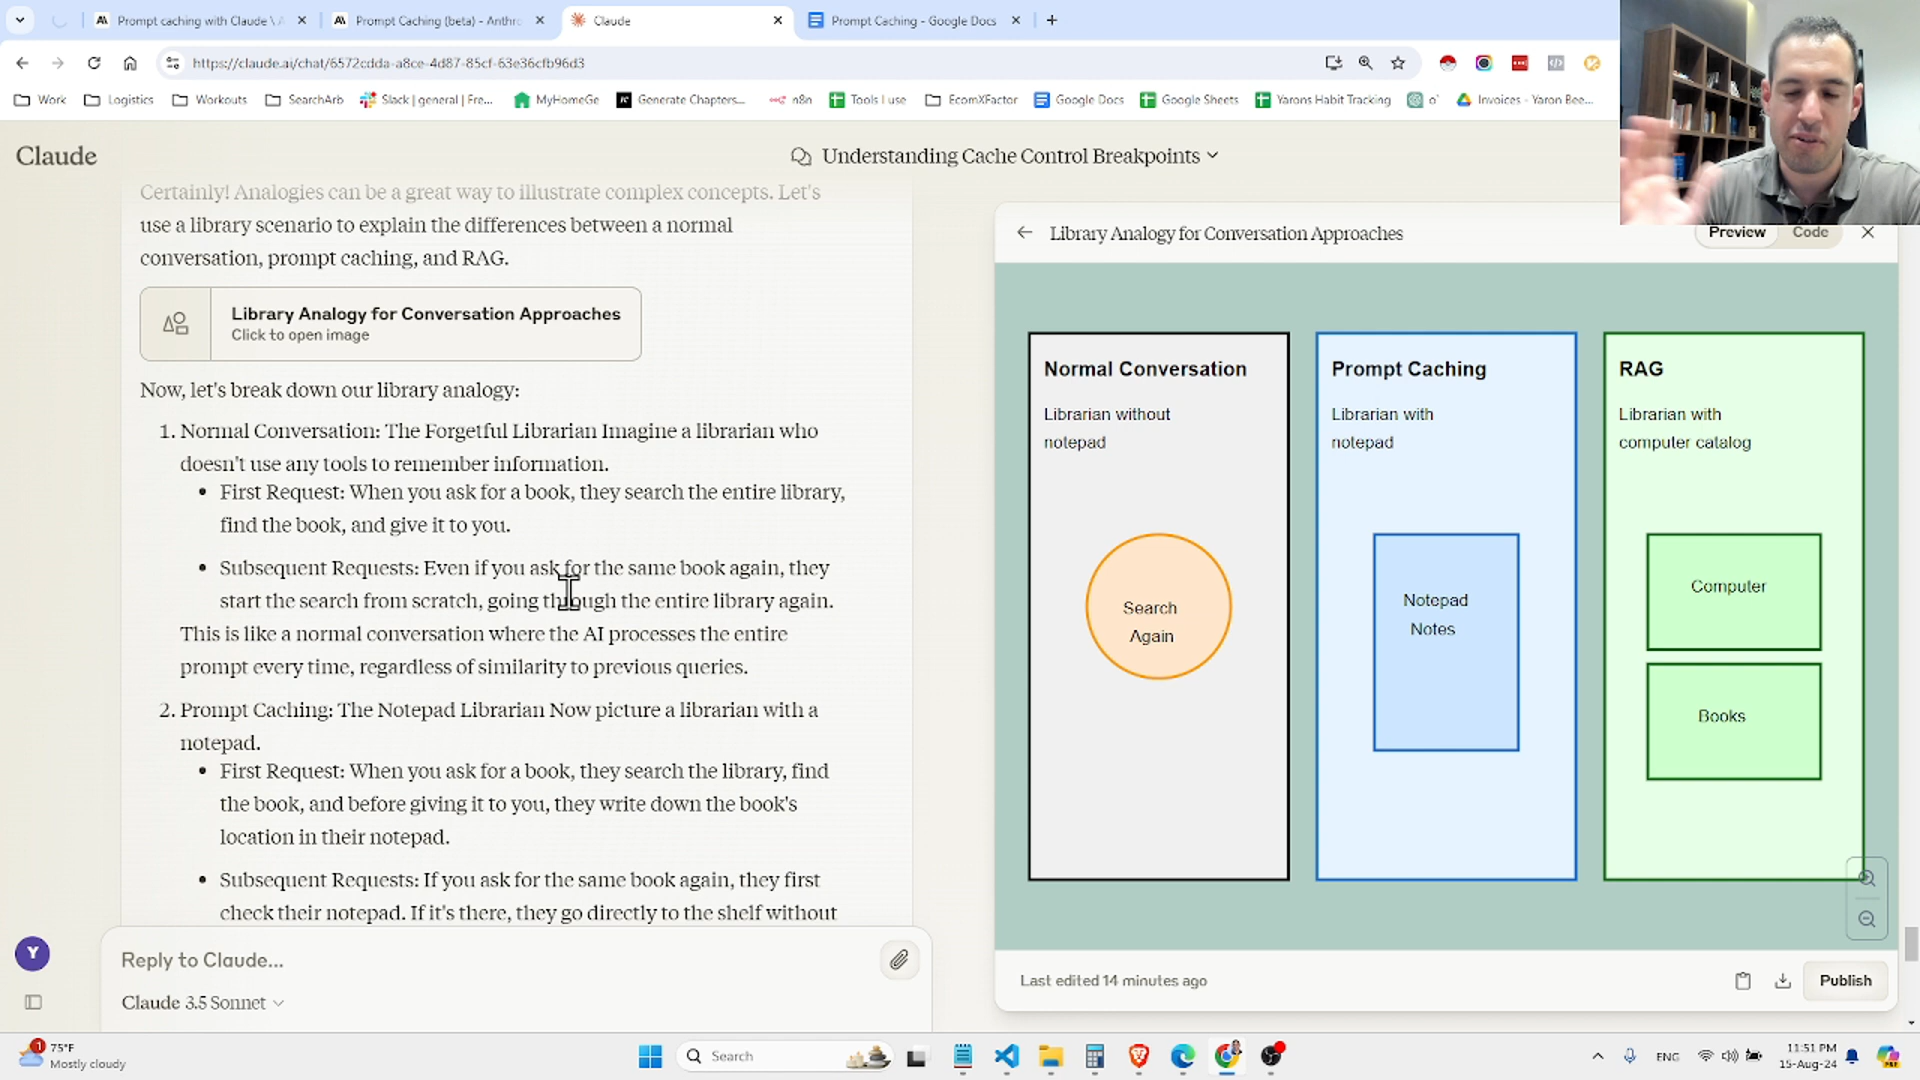 Prompt caching with Claude \ A
Prompt Caching (beta) - Anthro
Claude
Prompt Caching - Google Docs
https://claude.ai/chat/6572cdda-a8ce-4d87-85cf-63e36cfb96d3
Work
Logistics
Workouts
SearchArb
Slack | general | Fre...
MyHomeGe
Generate Chapters...
n8n
Tools I use
EcomXFactor
Google Docs
Google Sheets
Yarons Habit Tracking
o'
Invoices - Yaron Bee...
Claude
Understanding Cache Control Breakpoints
Certainly! Analogies can be a great way to illustrate complex concepts. Let's
use a library scenario to explain the differences between a normal
conversation, prompt caching, and RAG.
Library Analogy for Conversation Approaches
Click to open image
Now, let's break down our library analogy:
1. Normal Conversation: The Forgetful Librarian Imagine a librarian who
doesn't use any tools to remember information.
• First Request: When you ask for a book, they search the entire library,
find the book, and give it to you.
• Subsequent Requests: Even if you ask for the same book again, they
start the search from scratch, going through the entire library again.
This is like a normal conversation where the AI processes the entire
prompt every time, regardless of similarity to previous queries.
2. Prompt Caching: The Notepad Librarian Now picture a librarian with a
notepad.
• First Request: When you ask for a book, they search the library, find
the book, and before giving it to you, they write down the book's
location in their notepad.
• Subsequent Requests: If you ask for the same book again, they first
check their notepad. If it's there, they go directly to the shelf without
Reply to Claude...
Claude 3.5 Sonnet
Y
Library Analogy for Conversation Approaches
Preview
Code
Normal Conversation
Librarian without
notepad
Search
Again
Prompt Caching
Librarian with
notepad
Notepad
Notes
RAG
Librarian with
computer catalog
Computer
Books
Last edited 14 minutes ago
Publish
1
75°F
Mostly cloudy
Search
ENG
11:51 PM
15-Aug-24